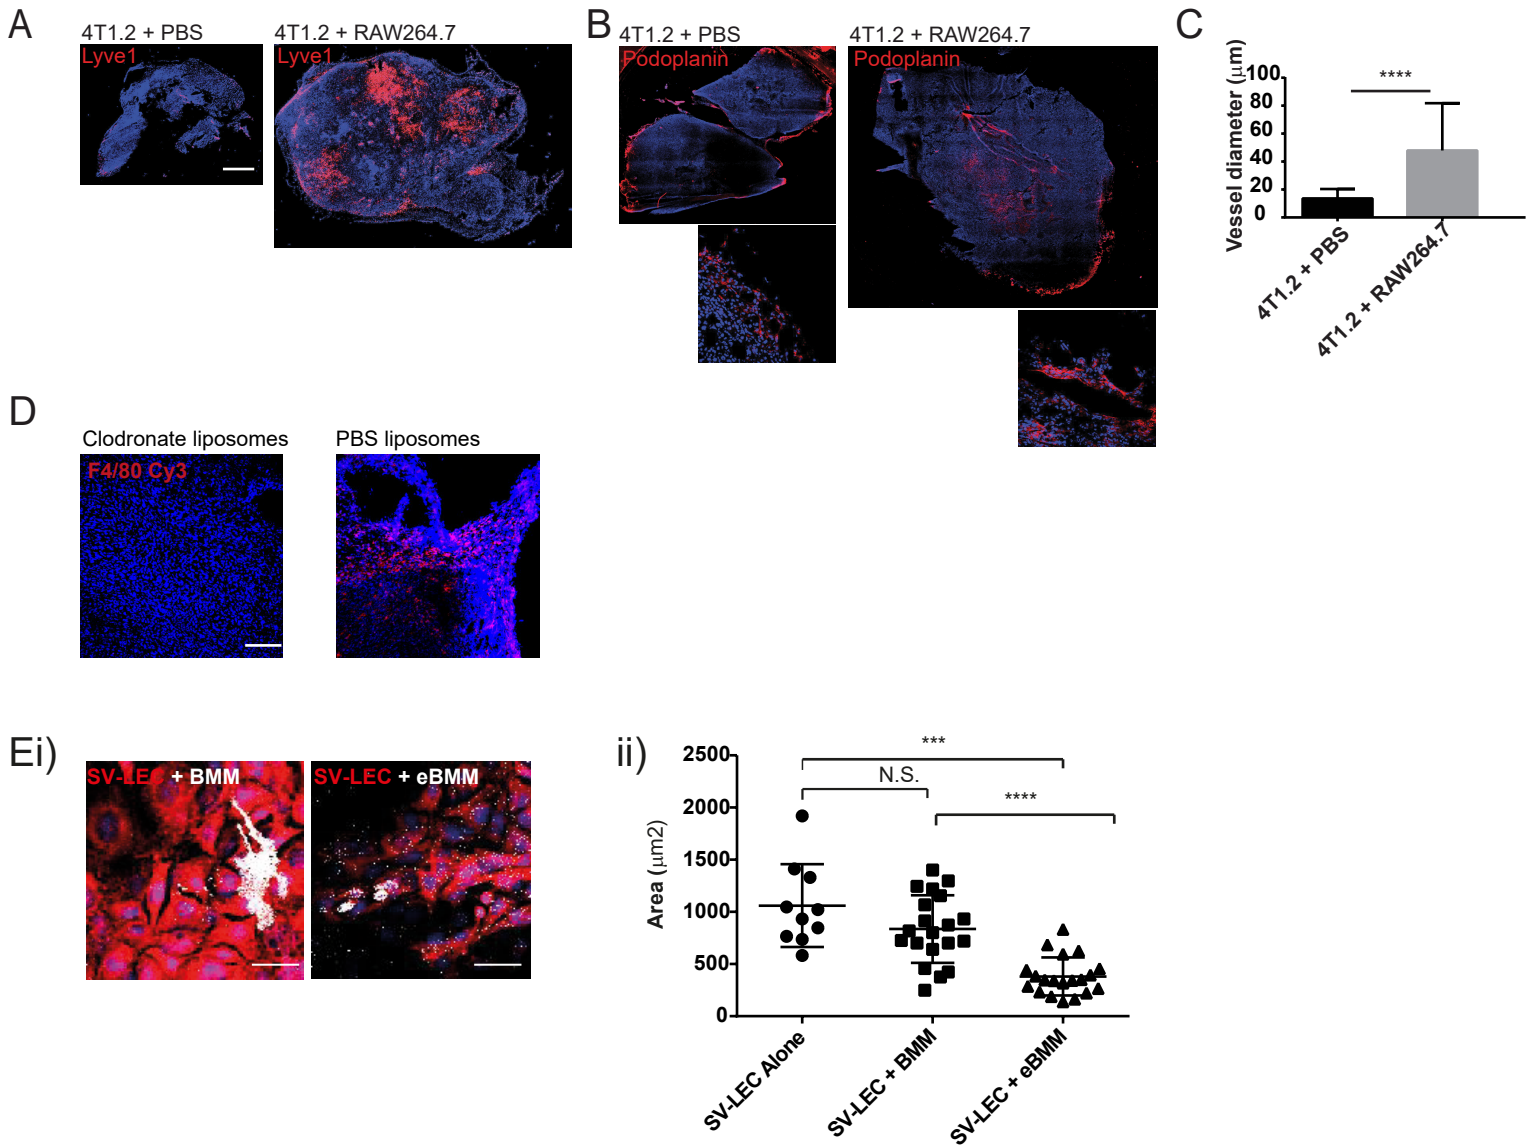 A
4T1.2 + PBS
Lyve1
4T1.2 + RAW264.7
Lyve1
B
4T1.2 + PBS
Podoplanin
4T1.2 + RAW264.7
Podoplanin
C
****
Vessel diameter (μm)
100
80
60
40
20
0
4T1.2 + PBS
4T1.2 + RAW264.7
D
Clodronate liposomes
F4/80 Cy3
PBS liposomes
Ei)
SV-LEC + BMM
SV-LEC + eBMM
ii)
***
N.S.
****
Area (μm2)
2500
2000
1500
1000
500
0
SV-LEC Alone
SV-LEC + BMM
SV-LEC + eBMM